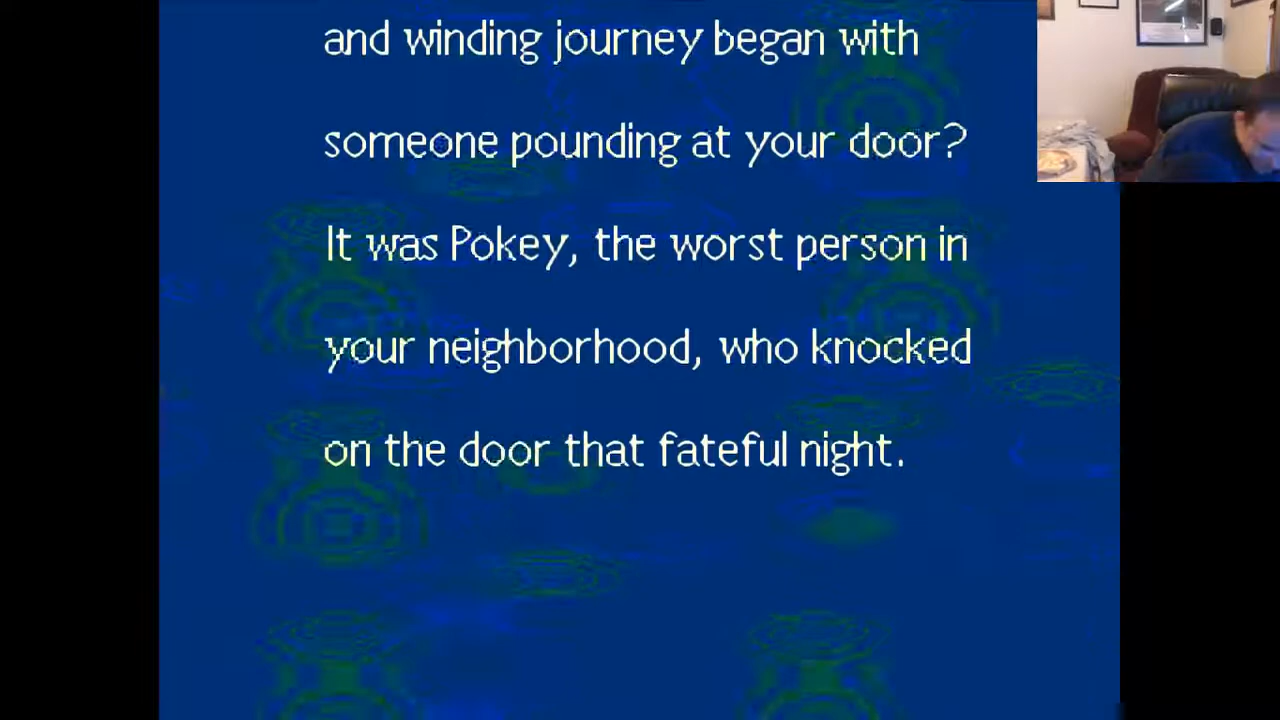 and winding journey began with
someone pounding at your door?
It was Pokey, the worst person in
your neighborhood, who knocked
on the door that fateful night.